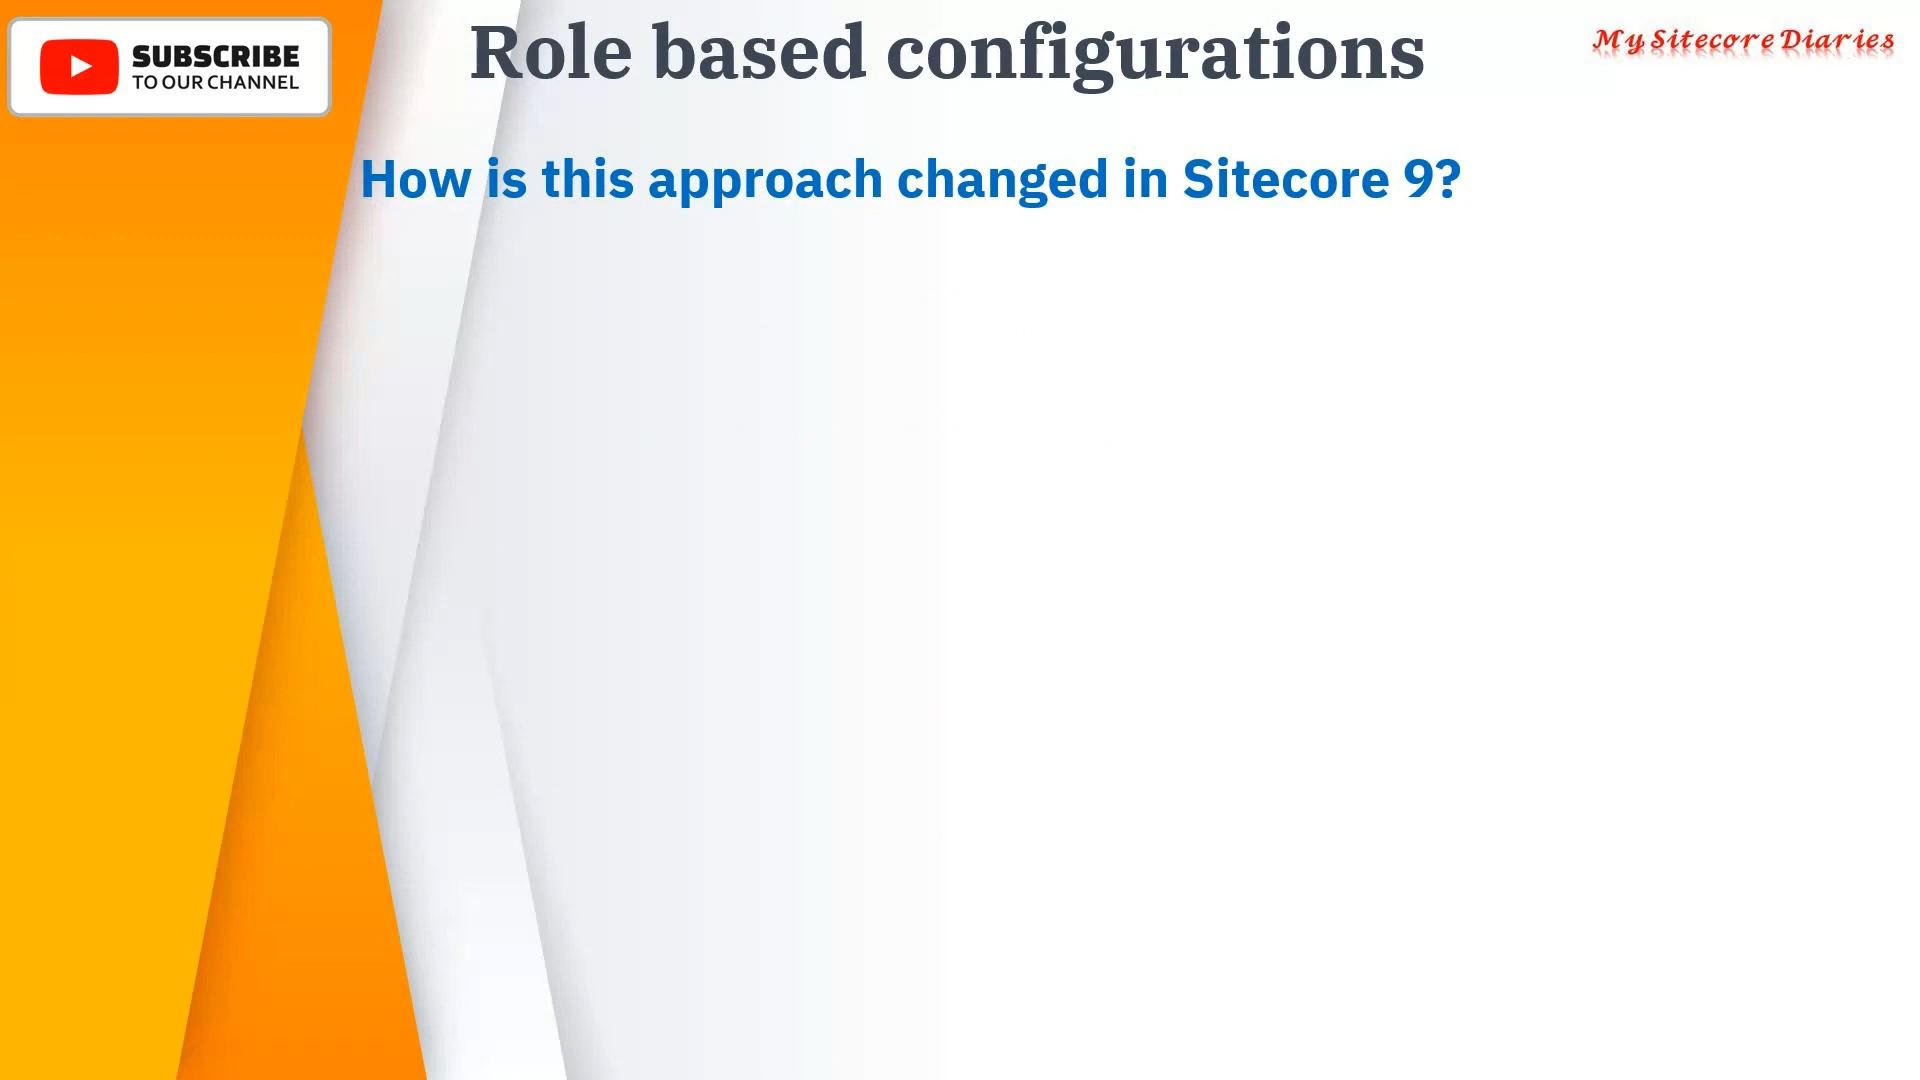 SUBSCRIBE
TO OUR CHANNEL
Role based configurations
My Sitecore Diaries
How is this approach changed in Sitecore 9?